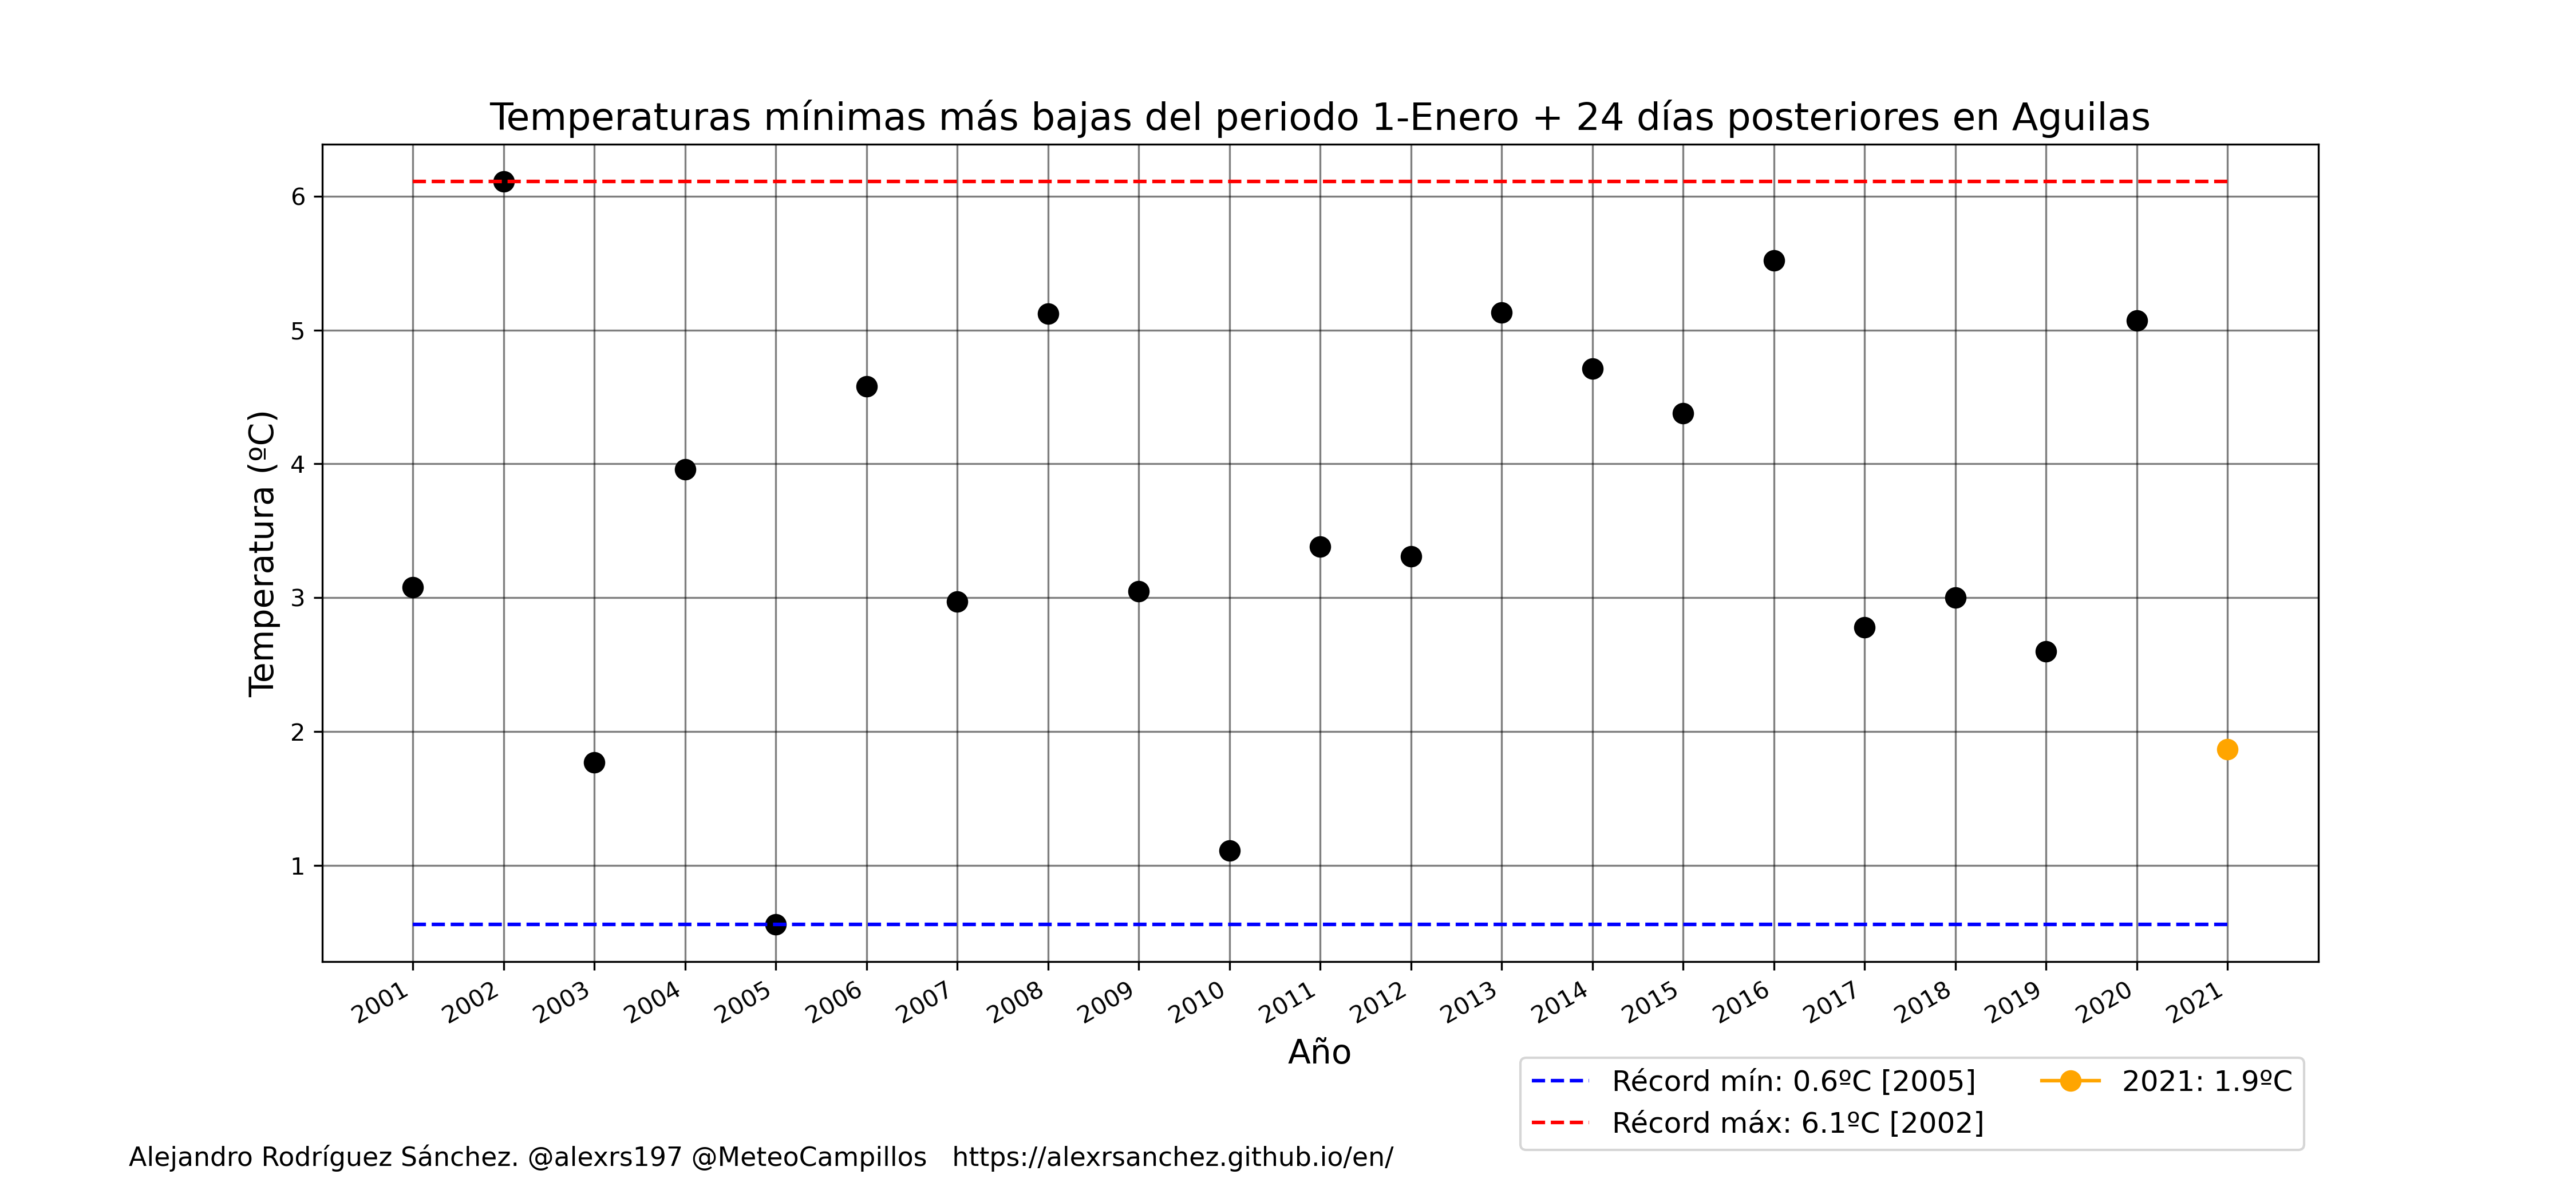 Temperaturas mínimas más bajas del periodo 1-Enero + 24 días posteriores en Aguilas
Temperatura (ºC)
6
5
4
3
2
1
2001 2002 2003 2004 2005 2006 2007 2008 2009 2010 2011 2012 2013 2014 2015 2016 2017 2018 2019 2020 2021
Año
Récord mín: 0.6ºC [2005]
Récord máx: 6.1ºC [2002]
2021: 1.9ºC
Alejandro Rodríguez Sánchez. @alexrs197 @MeteoCampillos https://alexrsanchez.github.io/en/